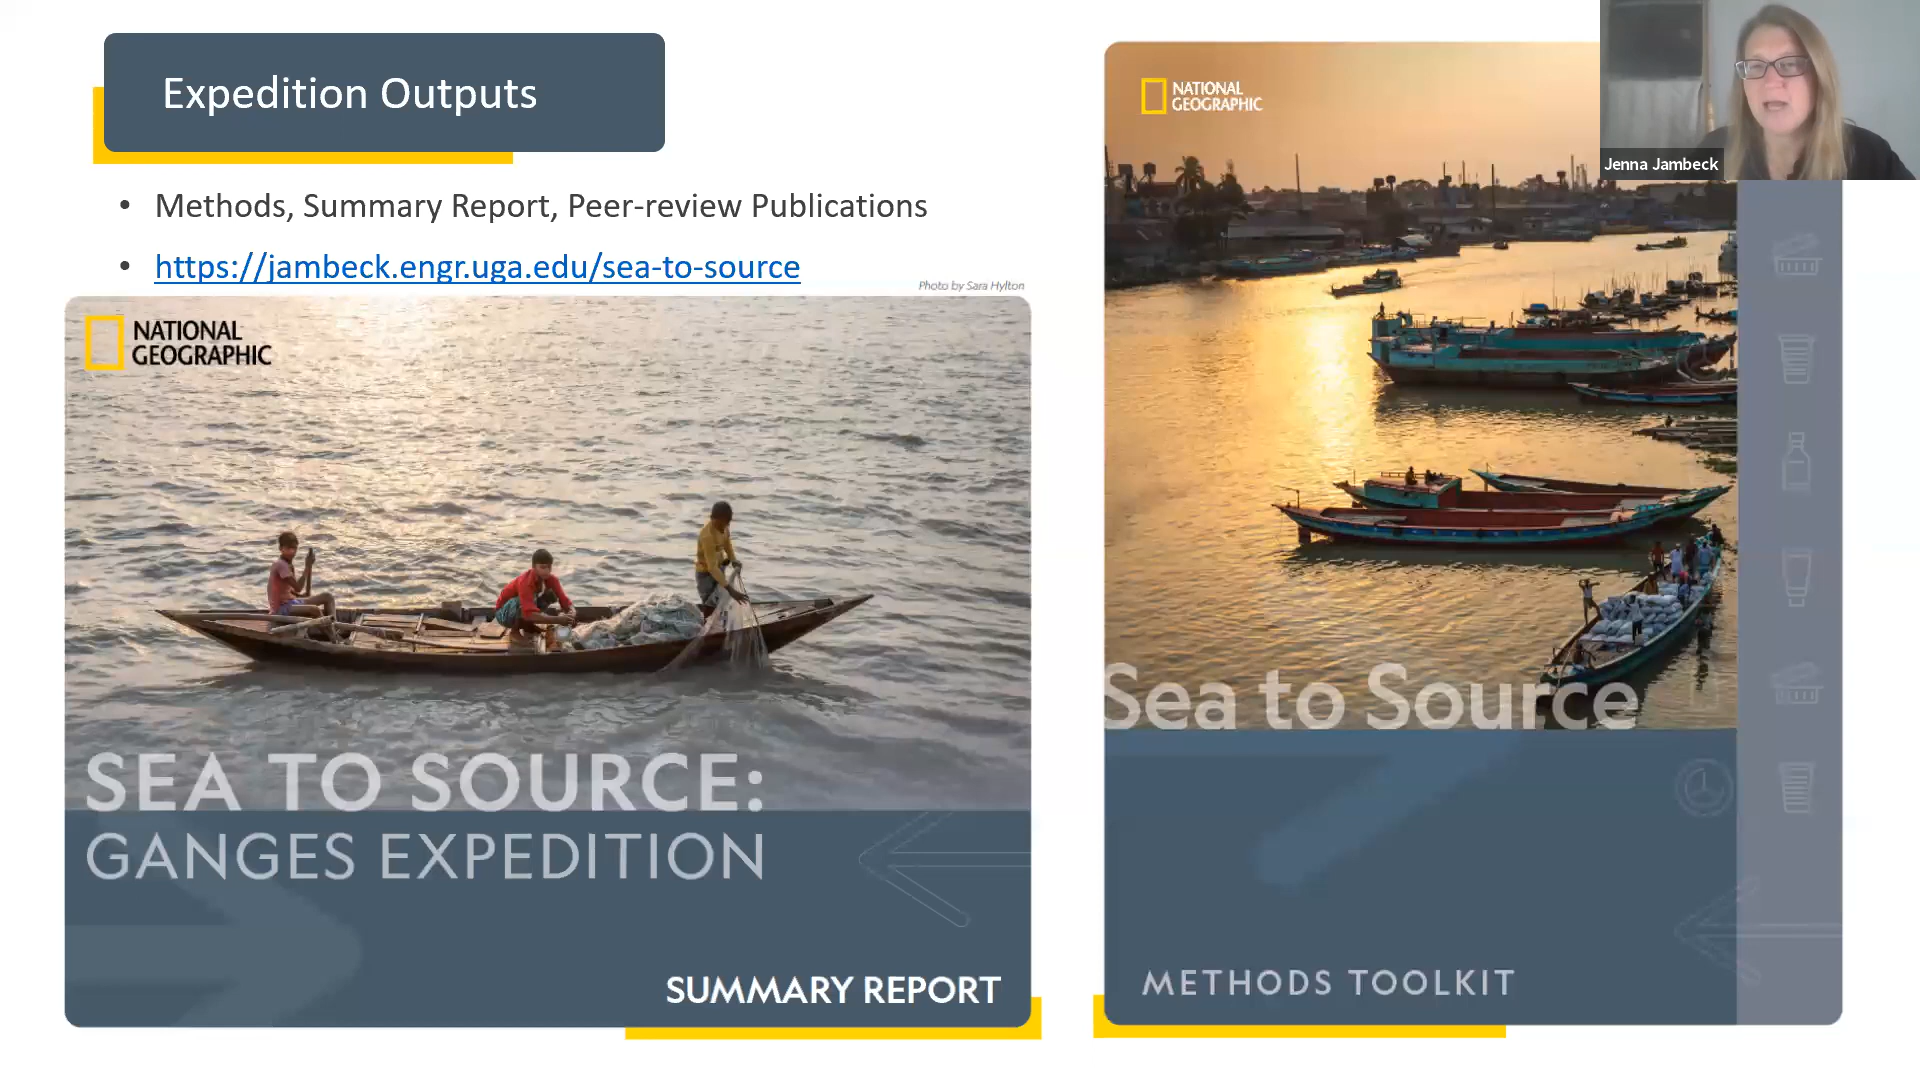 Expedition Outputs
• Methods, Summary Report, Peer-review Publications
• https://jambeck.engr.uga.edu/sea-to-source
Photo by Sara Hylton
NATIONAL
GEOGRAPHIC
SEA TO SOURCE:
GANGES EXPEDITION
SUMMARY REPORT
NATIONAL
GEOGRAPHIC
Sea to Source
METHODS TOOLKIT
Jenna Jambeck